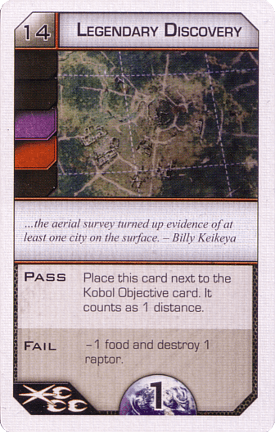 14 LEGENDARY DISCOVERY
...the aerial survey turned up evidence of at
least one city on the surface. – Billy Keikeya
PASS Place this card next to the
Kobol Objective card. It
counts as 1 distance.
FAIL –1 food and destroy 1
raptor.
1